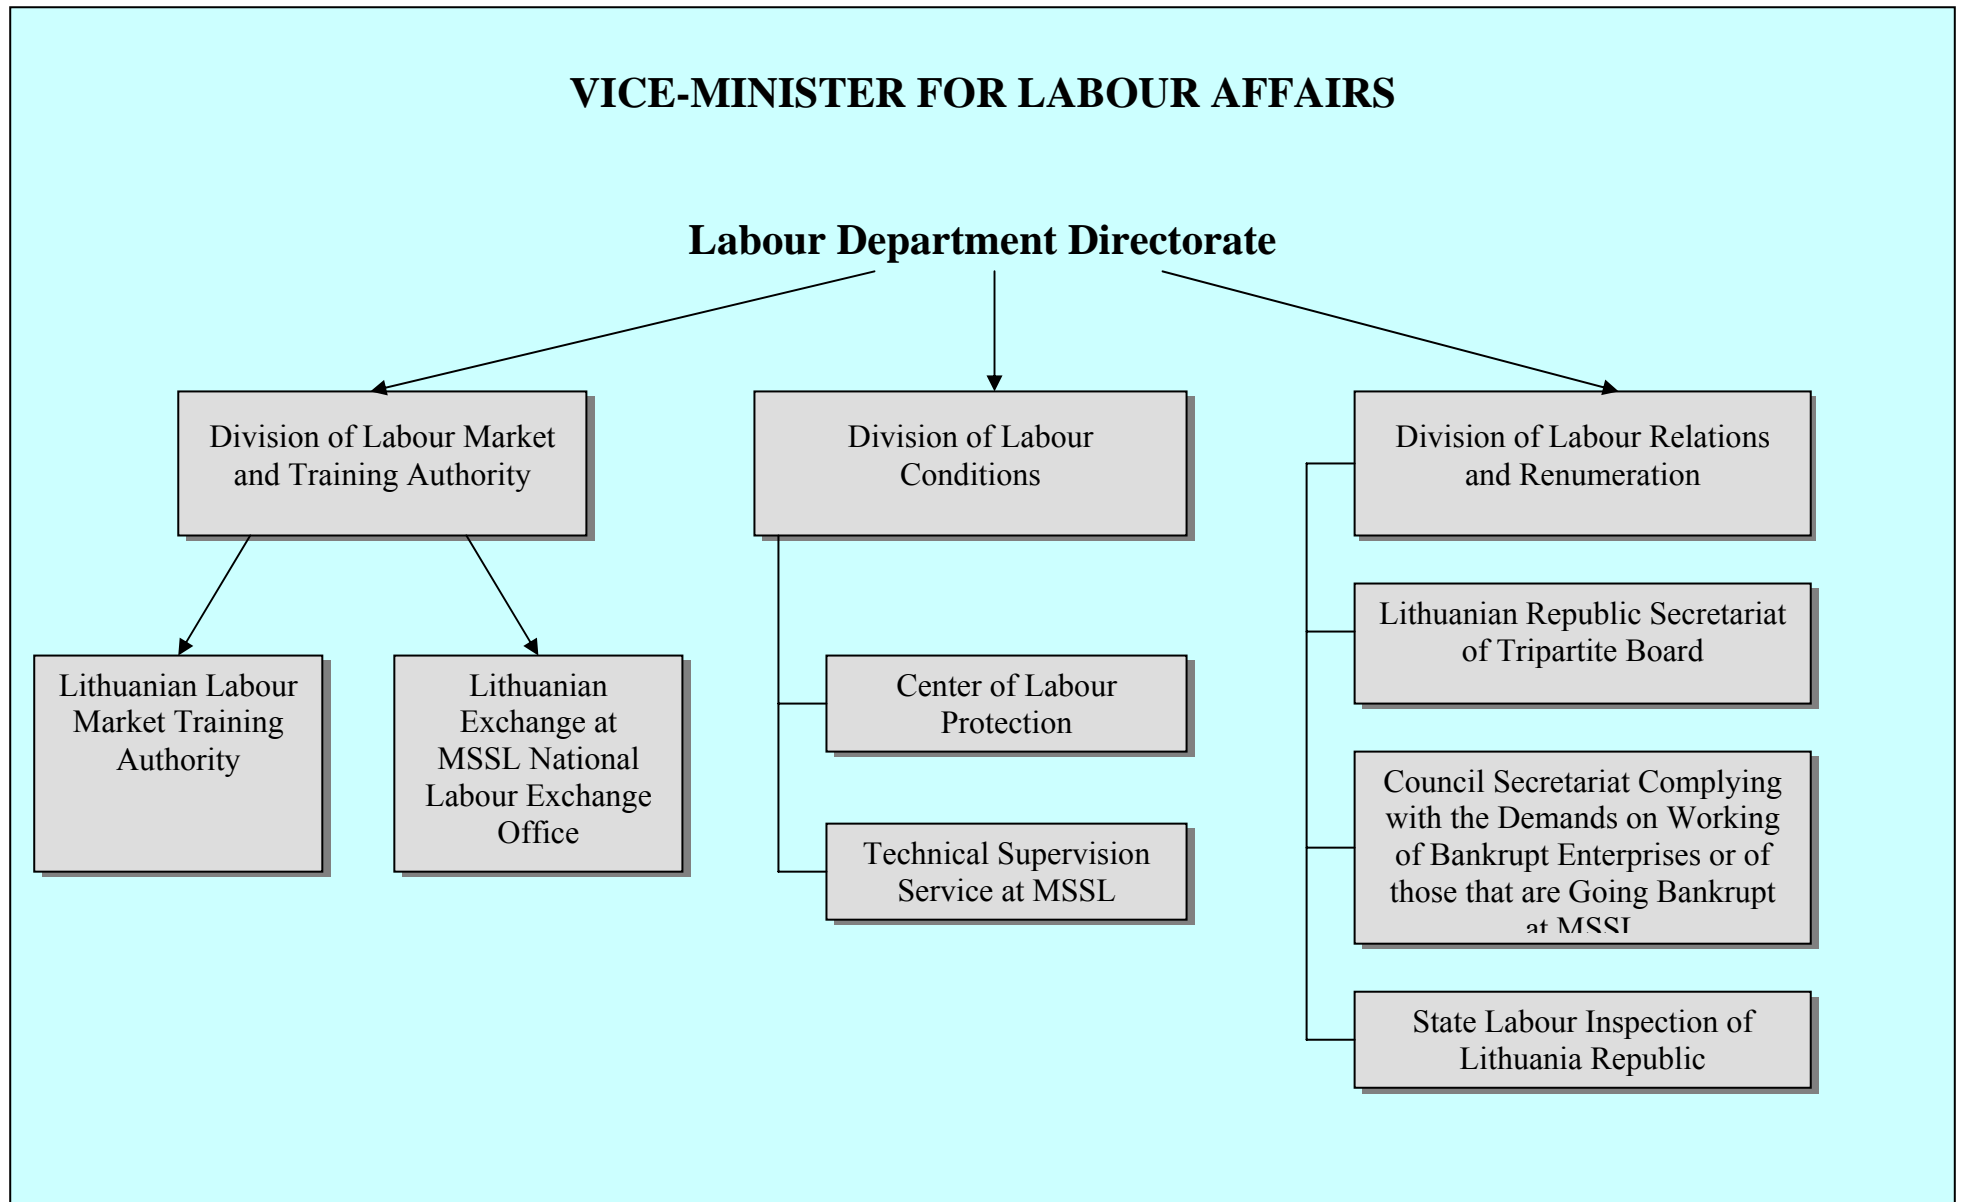 VICE-MINISTER FOR LABOUR AFFAIRS
Labour Department Directorate
Division of Labour Market
and Training Authority
Division of Labour
Conditions
Division of Labour Relations
and Renumeration
Lithuanian Labour
Market Training
Authority
Lithuanian
Exchange at
MSSL National
Labour Exchange
Office
Center of Labour
Protection
Technical Supervision
Service at MSSL
Lithuanian Republic Secretariat
of Tripartite Board
Council Secretariat Complying
with the Demands on Working
of Bankrupt Enterprises or of
those that are Going Bankrupt
at MSSL
State Labour Inspection of
Lithuania Republic